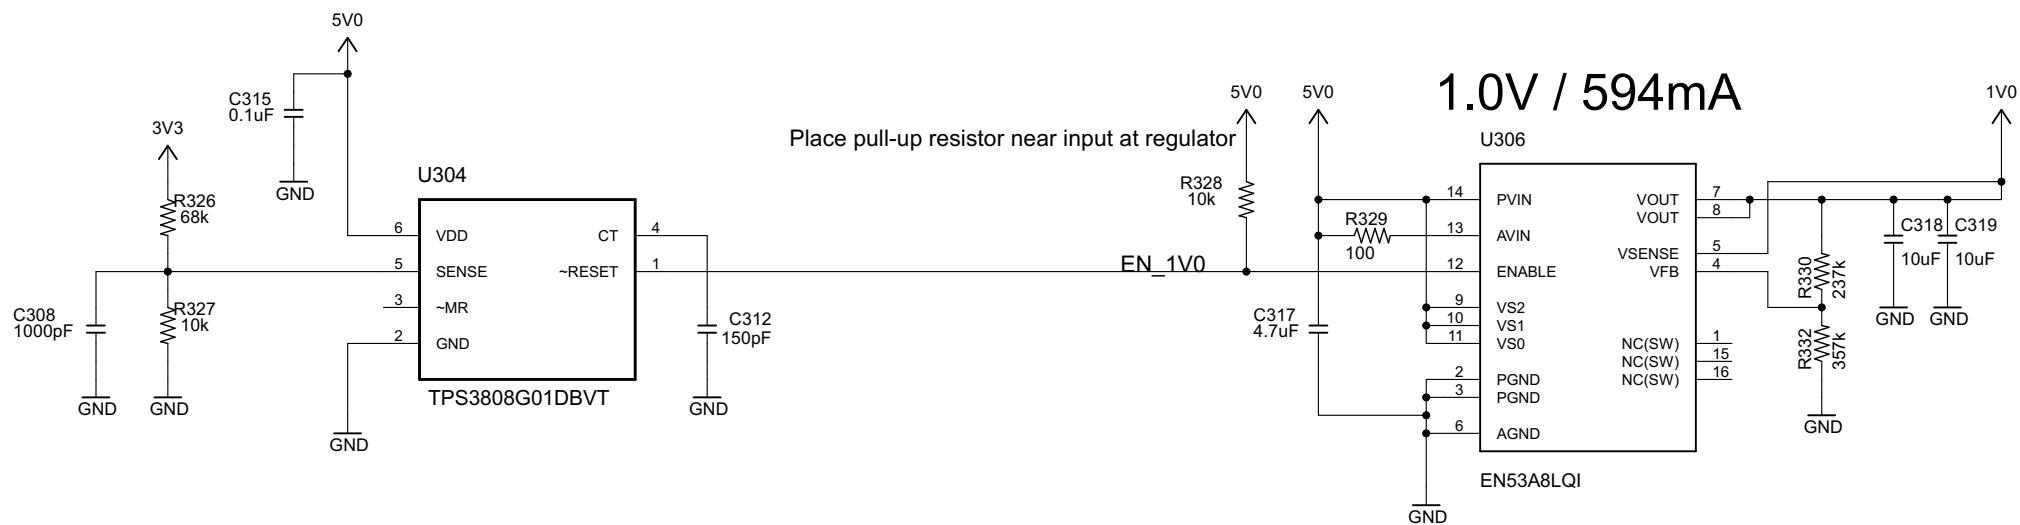 5V0
C315
0.1uF
GND
3V3
R326
68k
C308
1000pF
GND
R327
10k
GND
GND
U304
6 VDD
5 SENSE
3 ~MR
2 GND
CT 4
~RESET 1
TPS3808G01DBVT
C312
150pF
GND
Place pull-up resistor near input at regulator
5V0
R328
10k
EN_1V0
5V0
R329
100
C317
4.7uF
GND
1.0V / 594mA
U306
14 PVIN
13 AVIN
12 ENABLE
9 VS2
10 VS1
11 VS0
2 PGND
3 PGND
6 AGND
VOUT 7
VOUT 8
VSENSE 5
VFB 4
NC(SW) 1
NC(SW) 15
NC(SW) 16
EN53A8LQI
1V0
R330
237k
R332
357k
GND
C318
10uF
GND
C319
10uF
GND